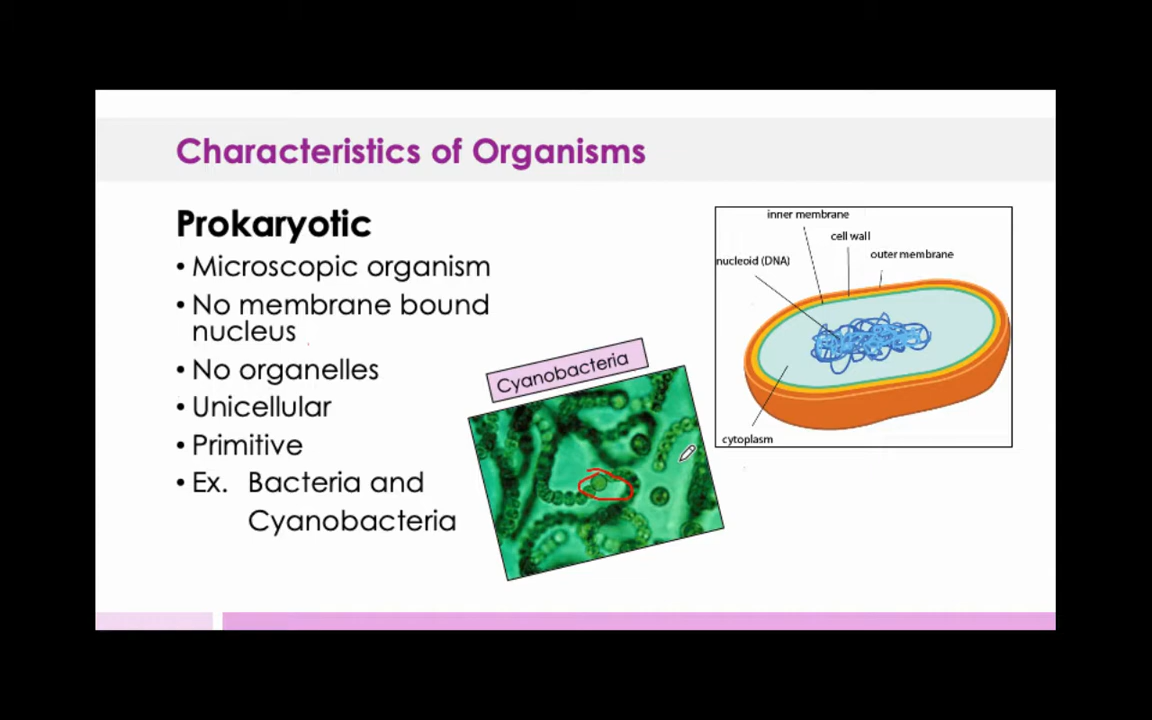 Characteristics of Organisms
Prokaryotic
• Microscopic organism
• No membrane bound
nucleus
• No organelles
• Unicellular
• Primitive
• Ex. Bacteria and
Cyanobacteria
Cyanobacteria
inner membrane
cell wall
outer membrane
nucleoid (DNA)
cytoplasm